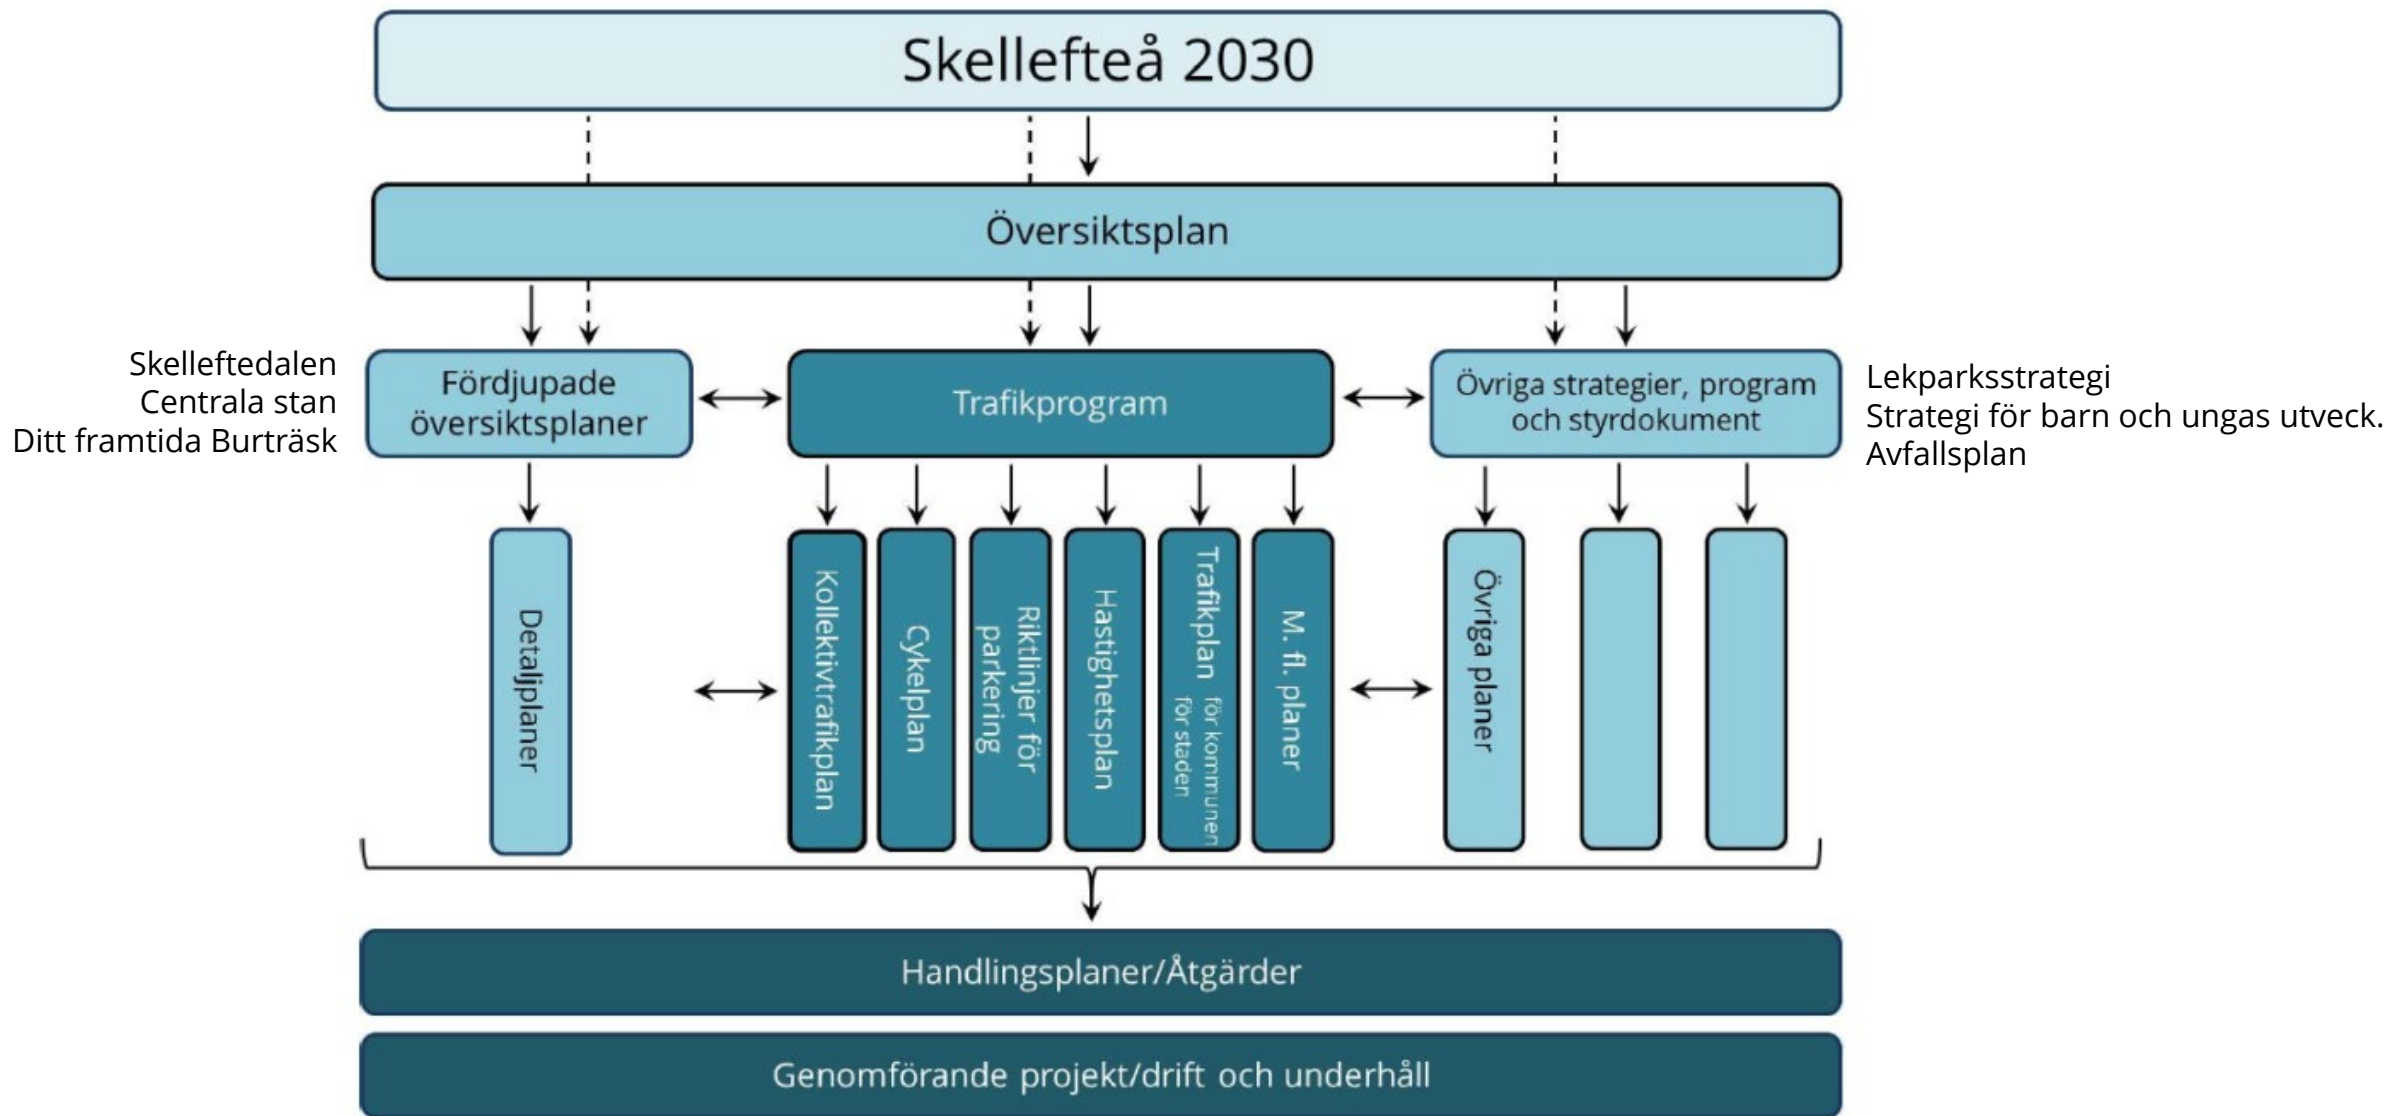 Skellefteå 2030
Översiktsplan
Skelleftedalen
Centrala stan
Ditt framtida Burträsk
Fördjupade
översiktsplaner
Trafikprogram
Övriga strategier, program
och styrdokument
Lekparksstrategi
Strategi för barn och ungas utveck.
Avfallsplan
Detaljplaner
Kollektivtrafikplan
Cykelplan
Riktlinjer för
parkering
Hastighetsplan
Trafikplan för kommunen
för staden
M. fl. planer
Övriga planer
Handlingsplaner/Åtgärder
Genomförande projekt/drift och underhåll